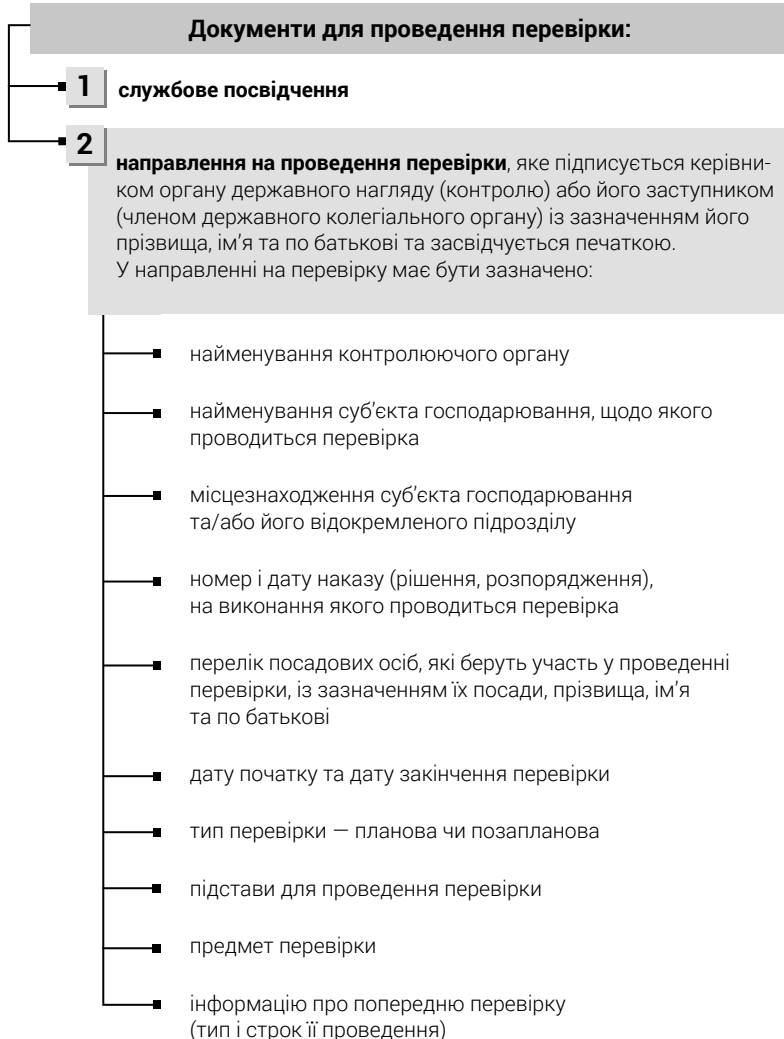 Документи для проведення перевірки:
1 службове посвідчення
2
направлення на проведення перевірки, яке підписується керівни-
ком органу державного нагляду (контролю) або його заступником
(членом державного колегіального органу) із зазначенням його
прізвища, ім’я та по батькові та засвідчується печаткою.
У направленні на перевірку має бути зазначено:
найменування контролюючого органу
найменування суб’єкта господарювання, щодо якого
проводиться перевірка
місцезнаходження суб’єкта господарювання
та/або його відокремленого підрозділу
номер і дату наказу (рішення, розпорядження),
на виконання якого проводиться перевірка
перелік посадових осіб, які беруть участь у проведенні
перевірки, із зазначенням їх посади, прізвища, ім’я
та по батькові
дату початку та дату закінчення перевірки
тип перевірки — планова чи позапланова
підстави для проведення перевірки
предмет перевірки
інформацію про попередню перевірку
(тип і строк її проведення)